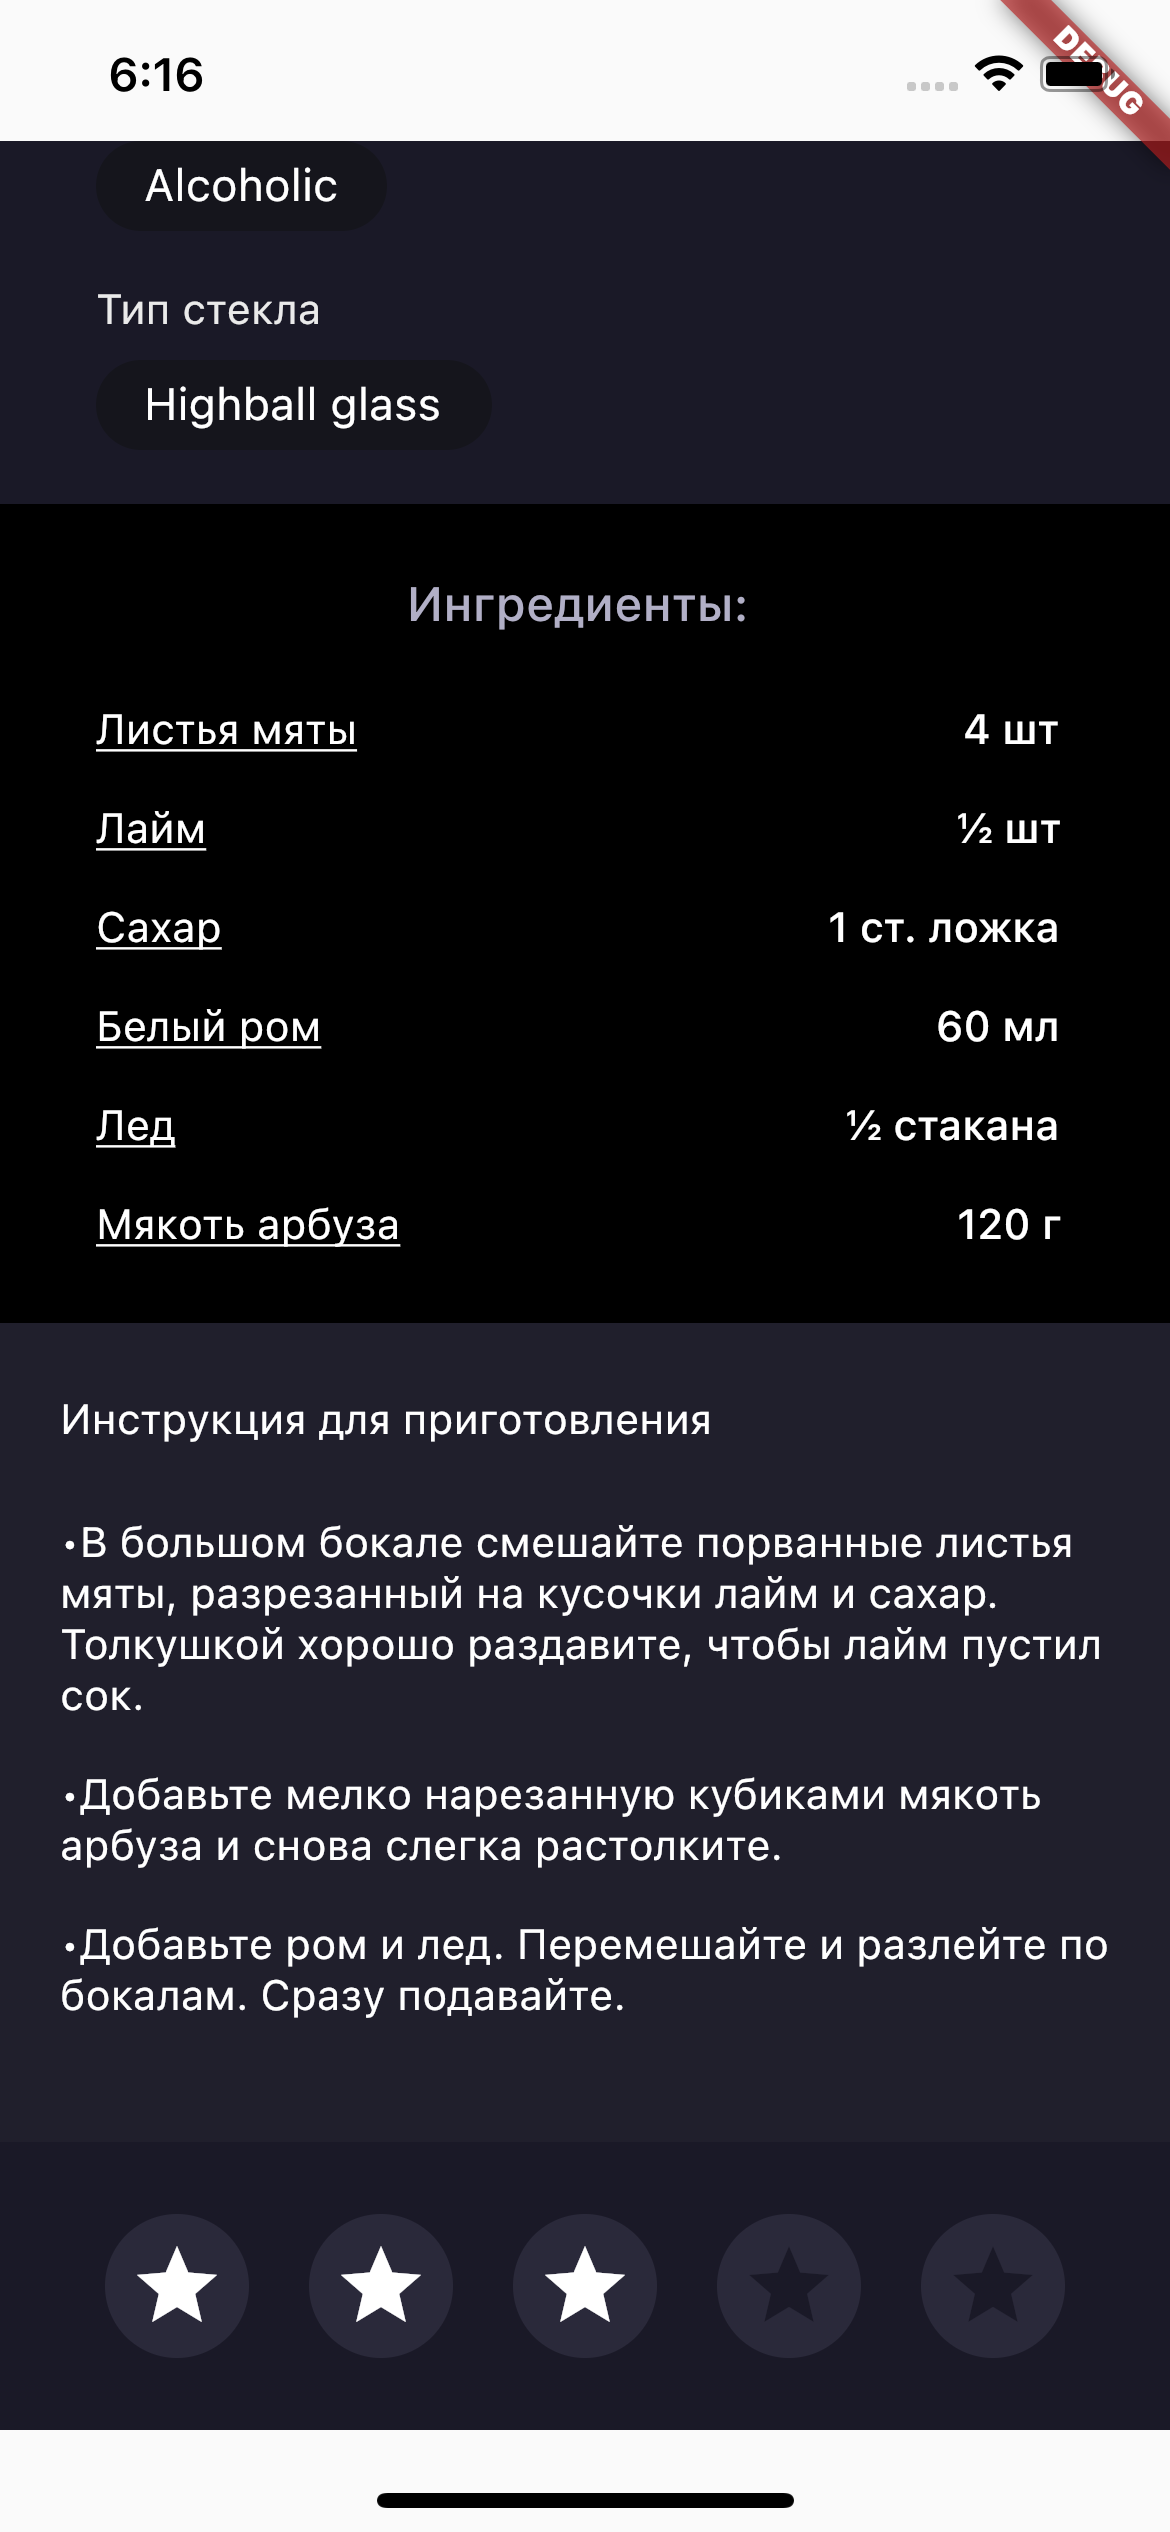 6:16
DEBUG
Alcoholic
Тип стекла
Highball glass
Ингредиенты:
Листья мяты 4 шт
Лайм ½ шт
Сахар 1 ст. ложка
Белый ром 60 мл
Лед ½ стакана
Мякоть арбуза 120 г
Инструкция для приготовления
•В большом бокале смешайте порванные листья
мяты, разрезанный на кусочки лайм и сахар.
Толкушкой хорошо раздавите, чтобы лайм пустил
сок.
•Добавьте мелко нарезанную кубиками мякоть
арбуза и снова слегка растолките.
•Добавьте ром и лед. Перемешайте и разлейте по
бокалам. Сразу подавайте.